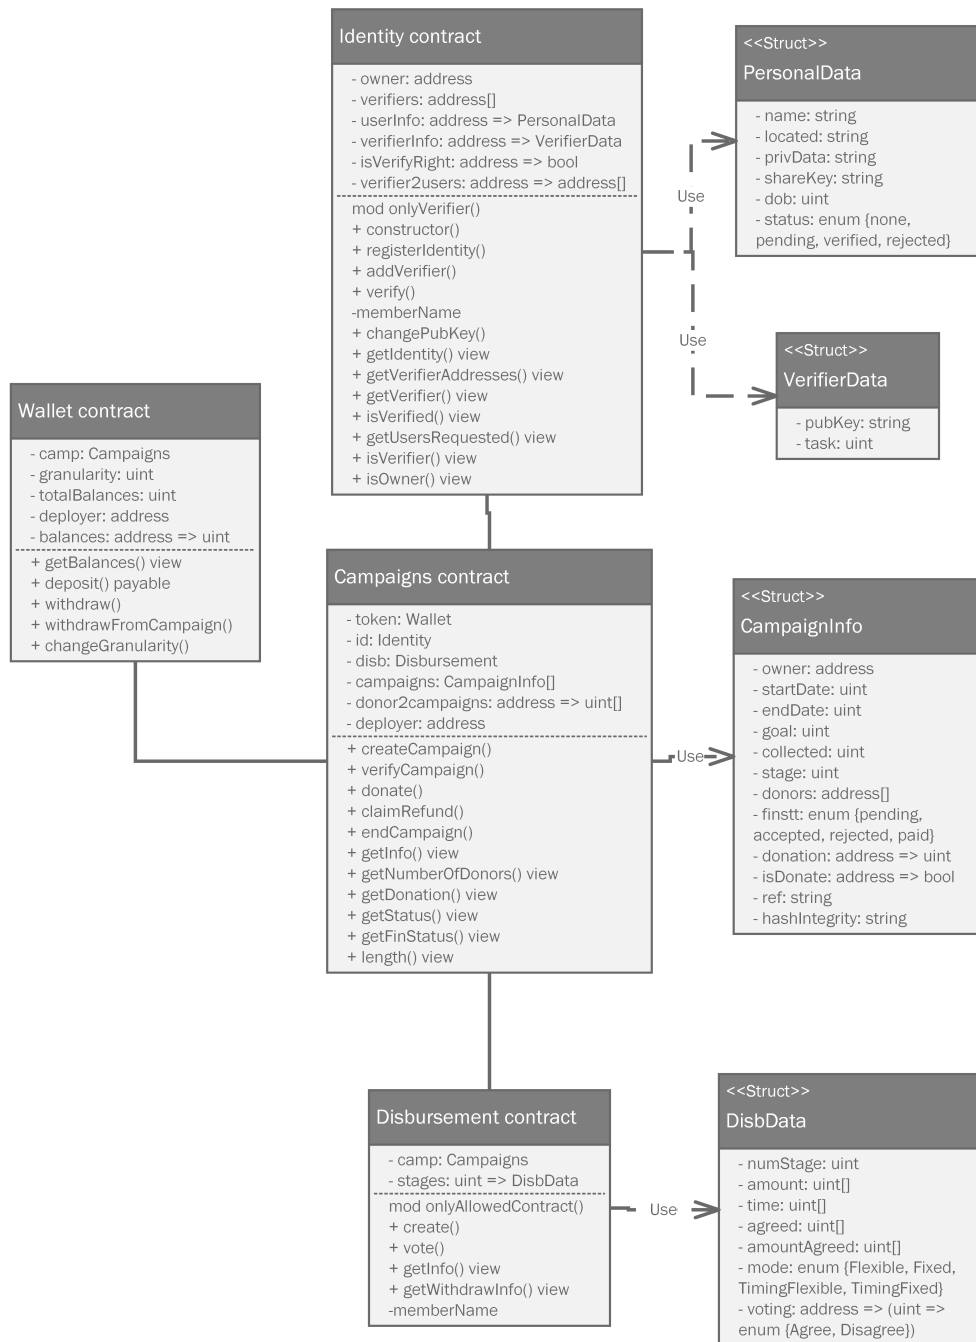 Identity contract
- owner: address
- verifiers: address[]
- userInfo: address => PersonalData
- verifierInfo: address => VerifierData
- isVerifyRight: address => bool
- verifier2users: address => address[]
mod onlyVerifier()
+ constructor()
+ registerIdentity()
+ addVerifier()
+ verify()
-memberName
+ changePubKey()
+ getIdentity() view
+ getVerifierAddresses() view
+ getVerifier() view
+ isVerified() view
+ getUsersRequested() view
+ isVerifier() view
+ isOwner() view
Use
Use
<<Struct>>
PersonalData
- name: string
- located: string
- privData: string
- shareKey: string
- dob: uint
- status: enum {none,
pending, verified, rejected}
<<Struct>>
VerifierData
- pubKey: string
- task: uint
Wallet contract
- camp: Campaigns
- granularity: uint
- totalBalances: uint
- deployer: address
- balances: address => uint
+ getBalances() view
+ deposit() payable
+ withdraw()
+ withdrawFromCampaign()
+ changeGranularity()
Campaigns contract
- token: Wallet
- id: Identity
- disb: Disbursement
- campaigns: CampaignInfo[]
- donor2campaigns: address => uint[]
- deployer: address
+ createCampaign()
+ verifyCampaign()
+ donate()
+ claimRefund()
+ endCampaign()
+ getInfo() view
+ getNumberOfDonors() view
+ getDonation() view
+ getStatus() view
+ getFinStatus() view
+ length() view
Use
<<Struct>>
CampaignInfo
- owner: address
- startDate: uint
- endDate: uint
- goal: uint
- collected: uint
- stage: uint
- donors: address[]
- finstt: enum {pending,
accepted, rejected, paid}
- donation: address => uint
- isDonate: address => bool
- ref: string
- hashIntegrity: string
Disbursement contract
- camp: Campaigns
- stages: uint => DisbData
mod onlyAllowedContract()
+ create()
+ vote()
+ getInfo() view
+ getWithdrawInfo() view
-memberName
Use
<<Struct>>
DisbData
- numStage: uint
- amount: uint[]
- time: uint[]
- agreed: uint[]
- amountAgreed: uint[]
- mode: enum {Flexible, Fixed,
TimingFlexible, TimingFixed}
- voting: address => (uint =>
enum {Agree, Disagree})